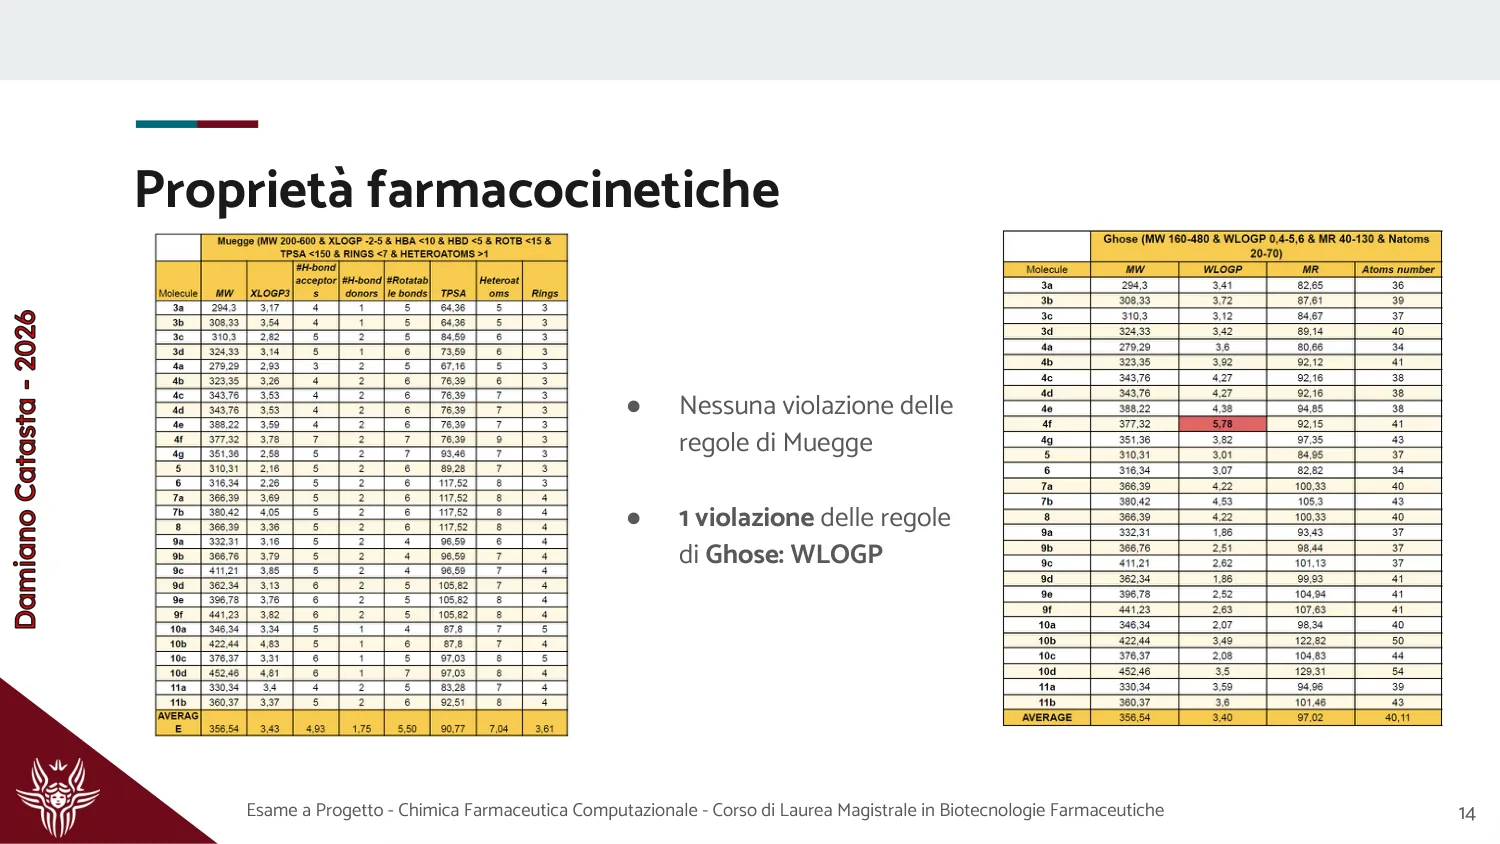 Proprietà farmacocinetiche
Muegge (MW 200-600 & XLOGP -2-5 & HBA <10 & HBD <5 & ROTB <15 &
TPSA <150 & RINGS <7 & HETEROATOMS >1
Molecule MW XLOGP3 #H-bond acceptors #H-bond donors #Rotatable bonds TPSA Heteroatoms Rings
3a 294,3 3,17 4 1 5 64,36 5 3
3b 308,33 3,54 4 1 5 64,36 5 3
3c 310,3 2,82 5 2 5 84,59 6 3
3d 324,33 3,14 5 1 6 73,59 6 3
4a 279,29 2,93 3 2 5 67,16 5 3
4b 323,35 3,26 4 2 6 76,39 6 3
4c 343,76 3,53 4 2 6 76,39 7 3
4d 343,76 3,53 4 2 6 76,39 7 3
4e 388,22 3,59 4 2 6 76,39 7 3
4f 377,32 3,78 7 2 7 76,39 9 3
4g 351,36 2,58 5 2 7 93,46 7 3
5 310,31 2,16 5 2 6 89,28 7 3
6 316,34 2,26 5 2 6 117,52 8 3
7a 366,39 3,69 5 2 6 117,52 8 4
7b 380,42 4,05 5 2 6 117,52 8 4
8 366,39 3,36 5 2 6 117,52 8 4
9a 332,31 3,16 5 2 4 96,59 6 4
9b 366,76 3,79 5 2 4 96,59 7 4
9c 411,21 3,85 5 2 4 96,59 7 4
9d 362,34 3,13 6 2 5 105,82 7 4
9e 396,78 3,76 6 2 5 105,82 8 4
9f 441,23 3,82 6 2 5 105,82 8 4
10a 346,34 3,34 5 1 4 87,8 7 5
10b 422,44 4,83 5 1 6 87,8 7 4
10c 376,37 3,31 6 1 5 97,03 8 5
10d 452,46 4,81 6 1 7 97,03 8 4
11a 330,34 3,4 4 2 5 83,28 7 4
11b 360,37 3,37 5 2 6 92,51 8 4
AVERAGE 356,54 3,43 4,93 1,75 5,50 90,77 7,04 3,61
● Nessuna violazione delle
regole di Muegge
● 1 violazione delle regole
di Ghose: WLOGP
Ghose (MW 160-480 & WLOGP 0,4-5,6 & MR 40-130 & Natoms
20-70)
Molecule MW WLOGP MR Atoms number
3a 294,3 3,41 82,65 36
3b 308,33 3,72 87,61 39
3c 310,3 3,12 84,67 37
3d 324,33 3,42 89,14 40
4a 279,29 3,6 80,66 34
4b 323,35 3,92 92,12 41
4c 343,76 4,27 92,16 38
4d 343,76 4,27 92,16 38
4e 388,22 4,38 94,85 38
4f 377,32 5,78 92,15 41
4g 351,36 3,82 97,35 43
5 310,31 3,01 84,95 37
6 316,34 3,07 82,82 34
7a 366,39 4,22 100,33 40
7b 380,42 4,53 105,3 43
8 366,39 4,22 100,33 40
9a 332,31 1,86 93,43 37
9b 366,76 2,51 98,44 37
9c 411,21 2,62 101,13 37
9d 362,34 1,86 99,93 41
9e 396,78 2,52 104,94 41
9f 441,23 2,63 107,63 41
10a 346,34 2,07 98,34 40
10b 422,44 3,49 122,82 50
10c 376,37 2,08 104,83 44
10d 452,46 3,5 129,31 54
11a 330,34 3,59 94,96 39
11b 360,37 3,6 101,46 43
AVERAGE 356,54 3,40 97,02 40,11
Damiano Catasta - 2026
Esame a Progetto - Chimica Farmaceutica Computazionale - Corso di Laurea Magistrale in Biotecnologie Farmaceutiche
14